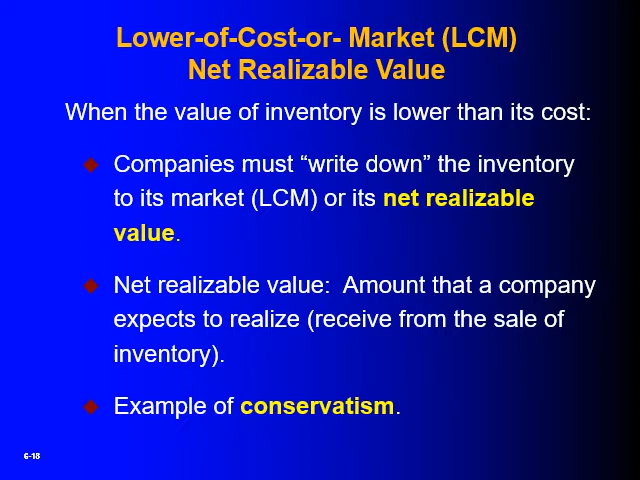 Lower-of-Cost-or- Market (LCM)
Net Realizable Value
When the value of inventory is lower than its cost:
Companies must “write down” the inventory
to its market (LCM) or its net realizable
value.
Net realizable value:  Amount that a company
expects to realize (receive from the sale of
inventory).
Example of conservatism.
6-18